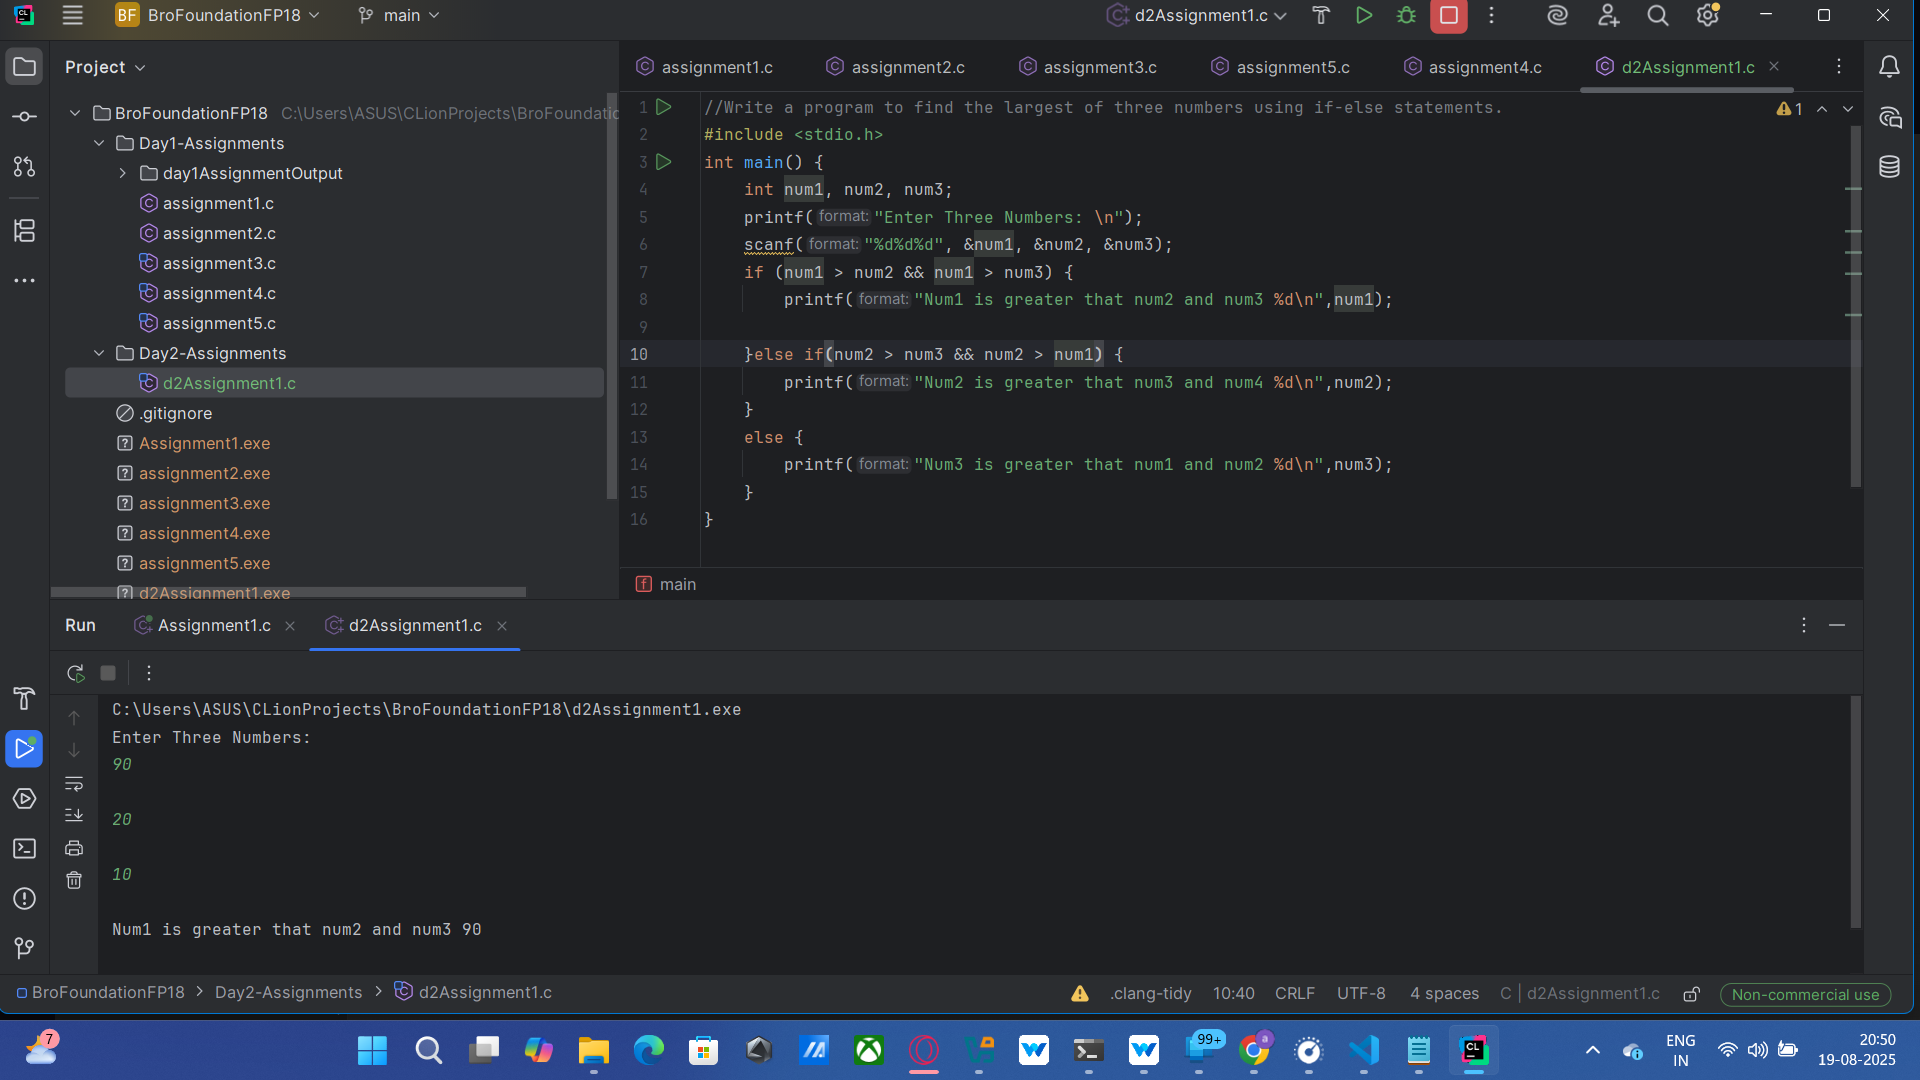 BF BroFoundationFP18 main d2Assignment1.c
Project
assignment1.c assignment2.c assignment3.c assignment5.c assignment4.c d2Assignment1.c
BroFoundationFP18 C:\Users\ASUS\CLionProjects\BroFoundatio
Day1-Assignments
day1AssignmentOutput
assignment1.c
assignment2.c
assignment3.c
assignment4.c
assignment5.c
Day2-Assignments
d2Assignment1.c
.gitignore
Assignment1.exe
assignment2.exe
assignment3.exe
assignment4.exe
assignment5.exe
d2Assignment1.exe
1 //Write a program to find the largest of three numbers using if-else statements.
2 #include <stdio.h>
3 int main() {
4 int num1, num2, num3;
5 printf( format: "Enter Three Numbers: \n");
6 scanf( format: "%d%d%d", &num1, &num2, &num3);
7 if (num1 > num2 && num1 > num3) {
8 printf( format: "Num1 is greater that num2 and num3 %d\n",num1);
9
10 }else if(num2 > num3 && num2 > num1) {
11 printf( format: "Num2 is greater that num3 and num4 %d\n",num2);
12 }
13 else {
14 printf( format: "Num3 is greater that num1 and num2 %d\n",num3);
15 }
16 }
1
f main
Run Assignment1.c d2Assignment1.c
C:\Users\ASUS\CLionProjects\BroFoundationFP18\d2Assignment1.exe
Enter Three Numbers:
90
20
10
Num1 is greater that num2 and num3 90
BroFoundationFP18 > Day2-Assignments > d2Assignment1.c
.clang-tidy 10:40 CRLF UTF-8 4 spaces C | d2Assignment1.c Non-commercial use
7
99+
a
CL
ENG
IN
20:50
19-08-2025